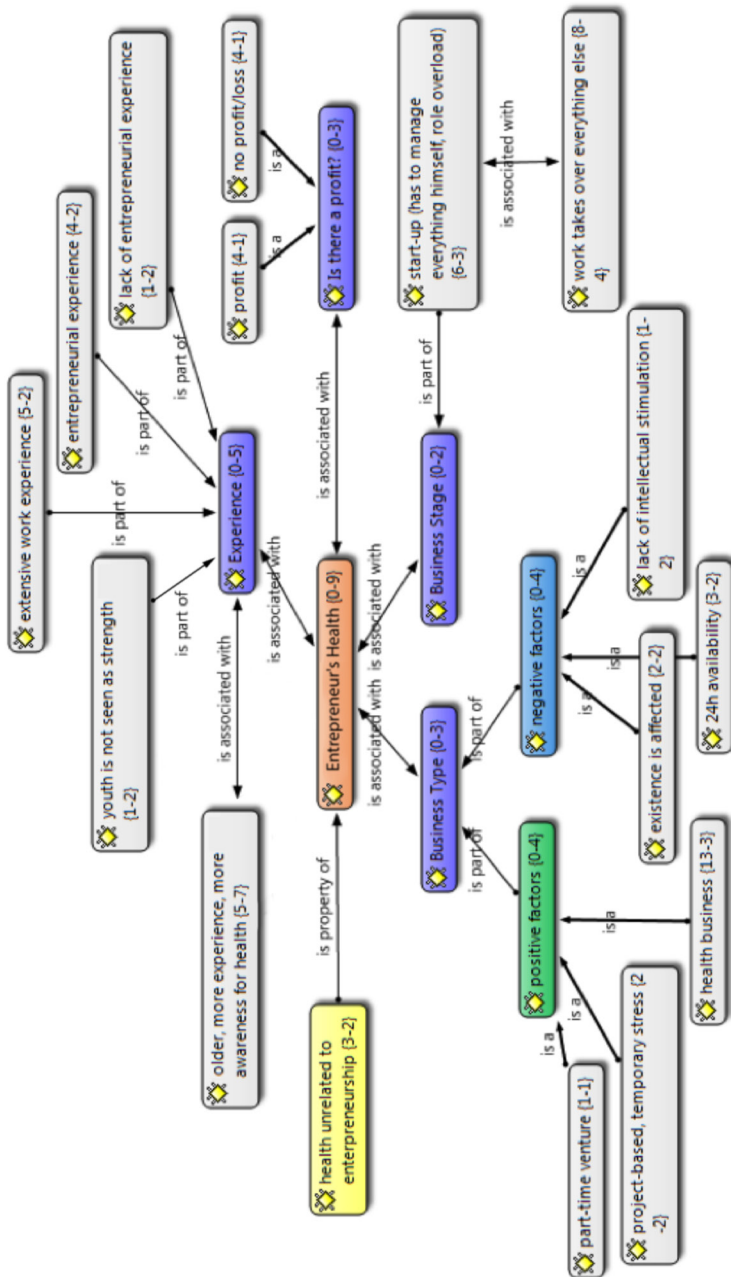 extensive work experience {5-2}
entrepreneurial experience {4-2}
youth is not seen as strength
{1-2}
lack of entrepreneurial experience
{1-2}
is part of
is part of
is part of
is part of
older, more experience, more
awareness for health {5-7}
is associated with
Experience {0-5}
profit {4-1}
no profit/loss {4-1}
is associated with
is a
is a
health unrelated to
enterpreneurship {3-2}
is property of
Entrepreneur's Health {0-9}
is associated with
Is there a profit? {0-3}
is associated with
is associated with
Business Type {0-3}
Business Stage {0-2}
is part of
start-up (has to manage
everything himself, role overload)
{6-3}
is part of
is part of
is associated with
positive factors {0-4}
negative factors {0-4}
work takes over everything else {8-
4}
is a
is a
is a
is a
is a
is a
part-time venture {1-1}
project-based, temporary stress {2
-2}
health business {13-3}
existence is affected {2-2}
24h availability {3-2}
lack of intellectual stimulation {1-
2}